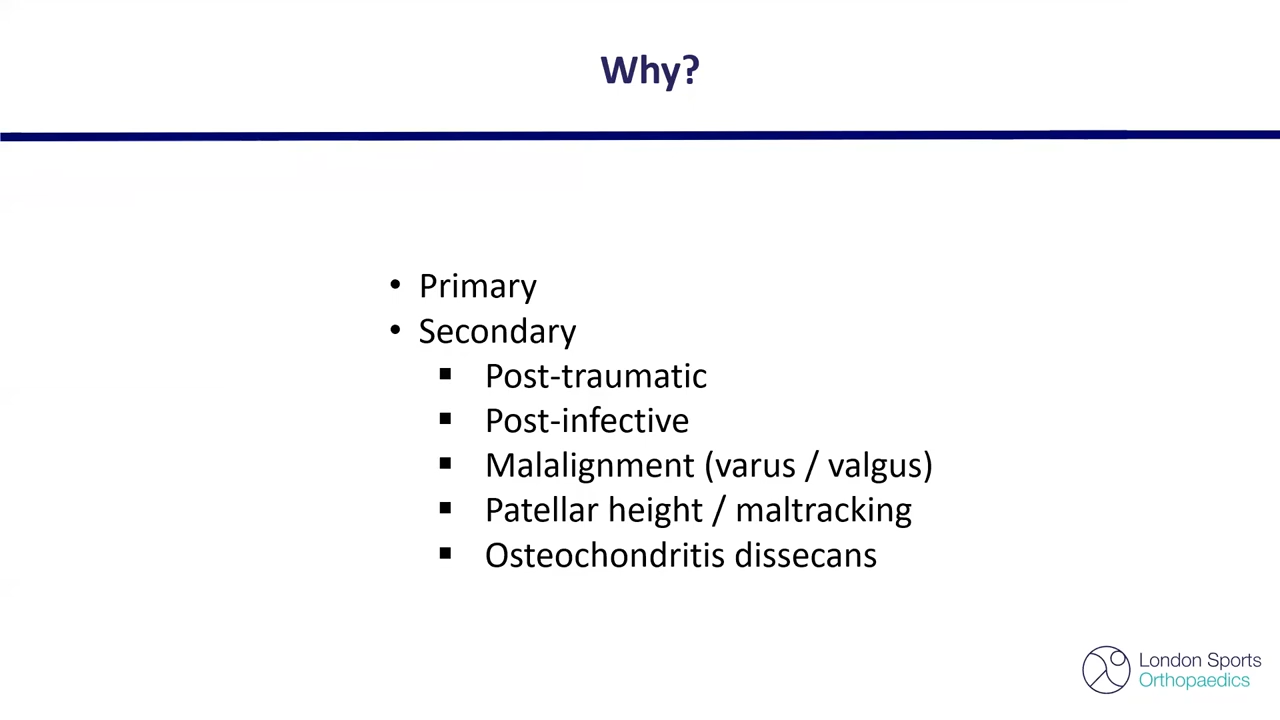 Why?
• Primary
• Secondary
▪ Post-traumatic
▪ Post-infective
▪ Malalignment (varus / valgus)
▪ Patellar height / maltracking
▪ Osteochondritis dissecans
London Sports
Orthopaedics